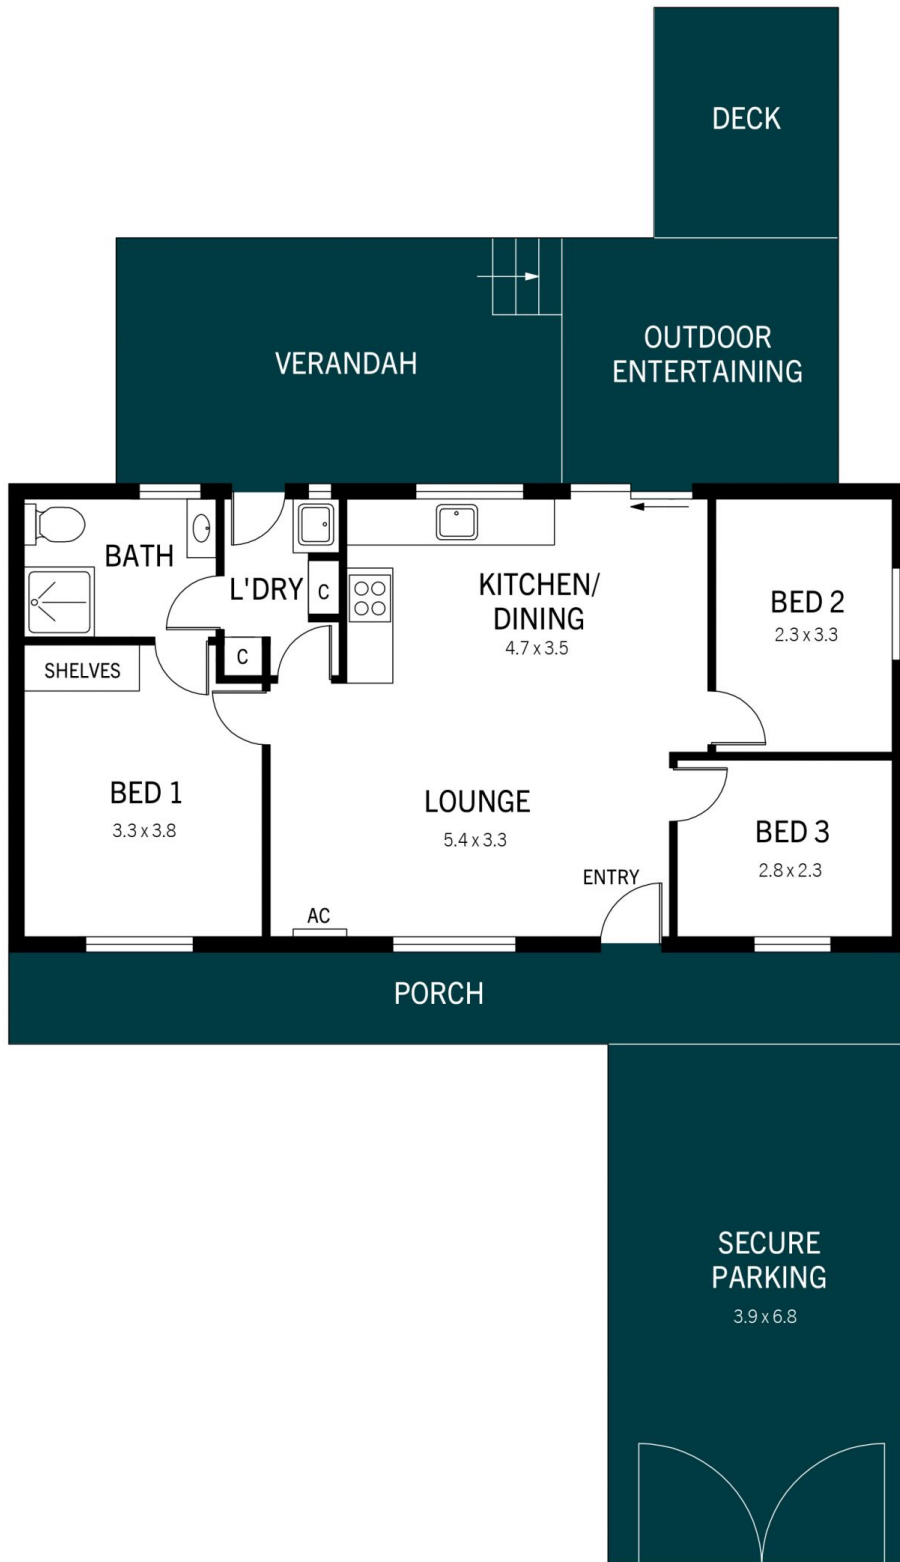 DECK
VERANDAH
OUTDOOR
ENTERTAINING
BATH
L'DRY
C
C
KITCHEN/
DINING
4.7 x 3.5
BED 2
2.3 x 3.3
SHELVES
BED 1
3.3 x 3.8
LOUNGE
5.4 x 3.3
BED 3
2.8 x 2.3
ENTRY
AC
PORCH
SECURE
PARKING
3.9 x 6.8